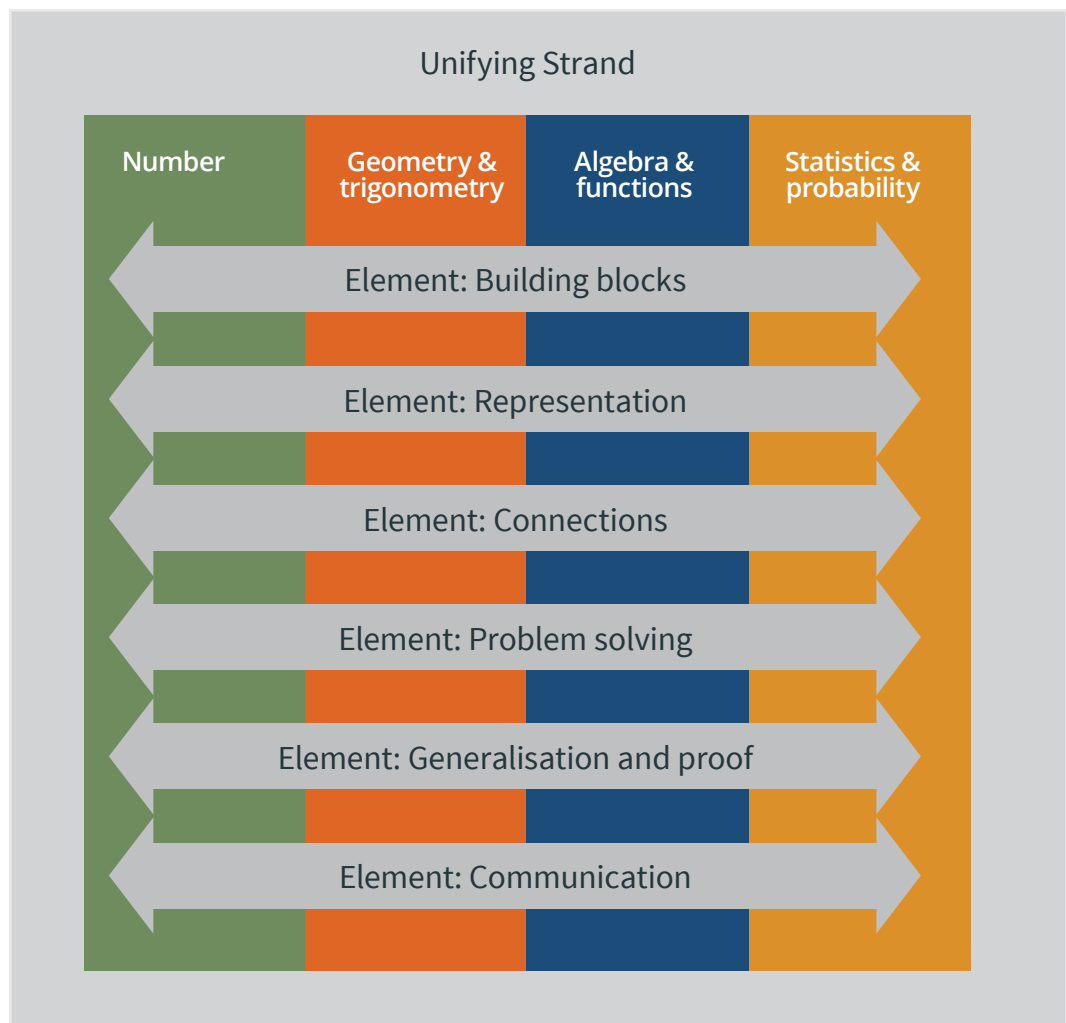 Unifying Strand
Number
Geometry &
trigonometry
Algebra &
functions
Statistics &
probability
Element: Building blocks
Element: Representation
Element: Connections
Element: Problem solving
Element: Generalisation and proof
Element: Communication